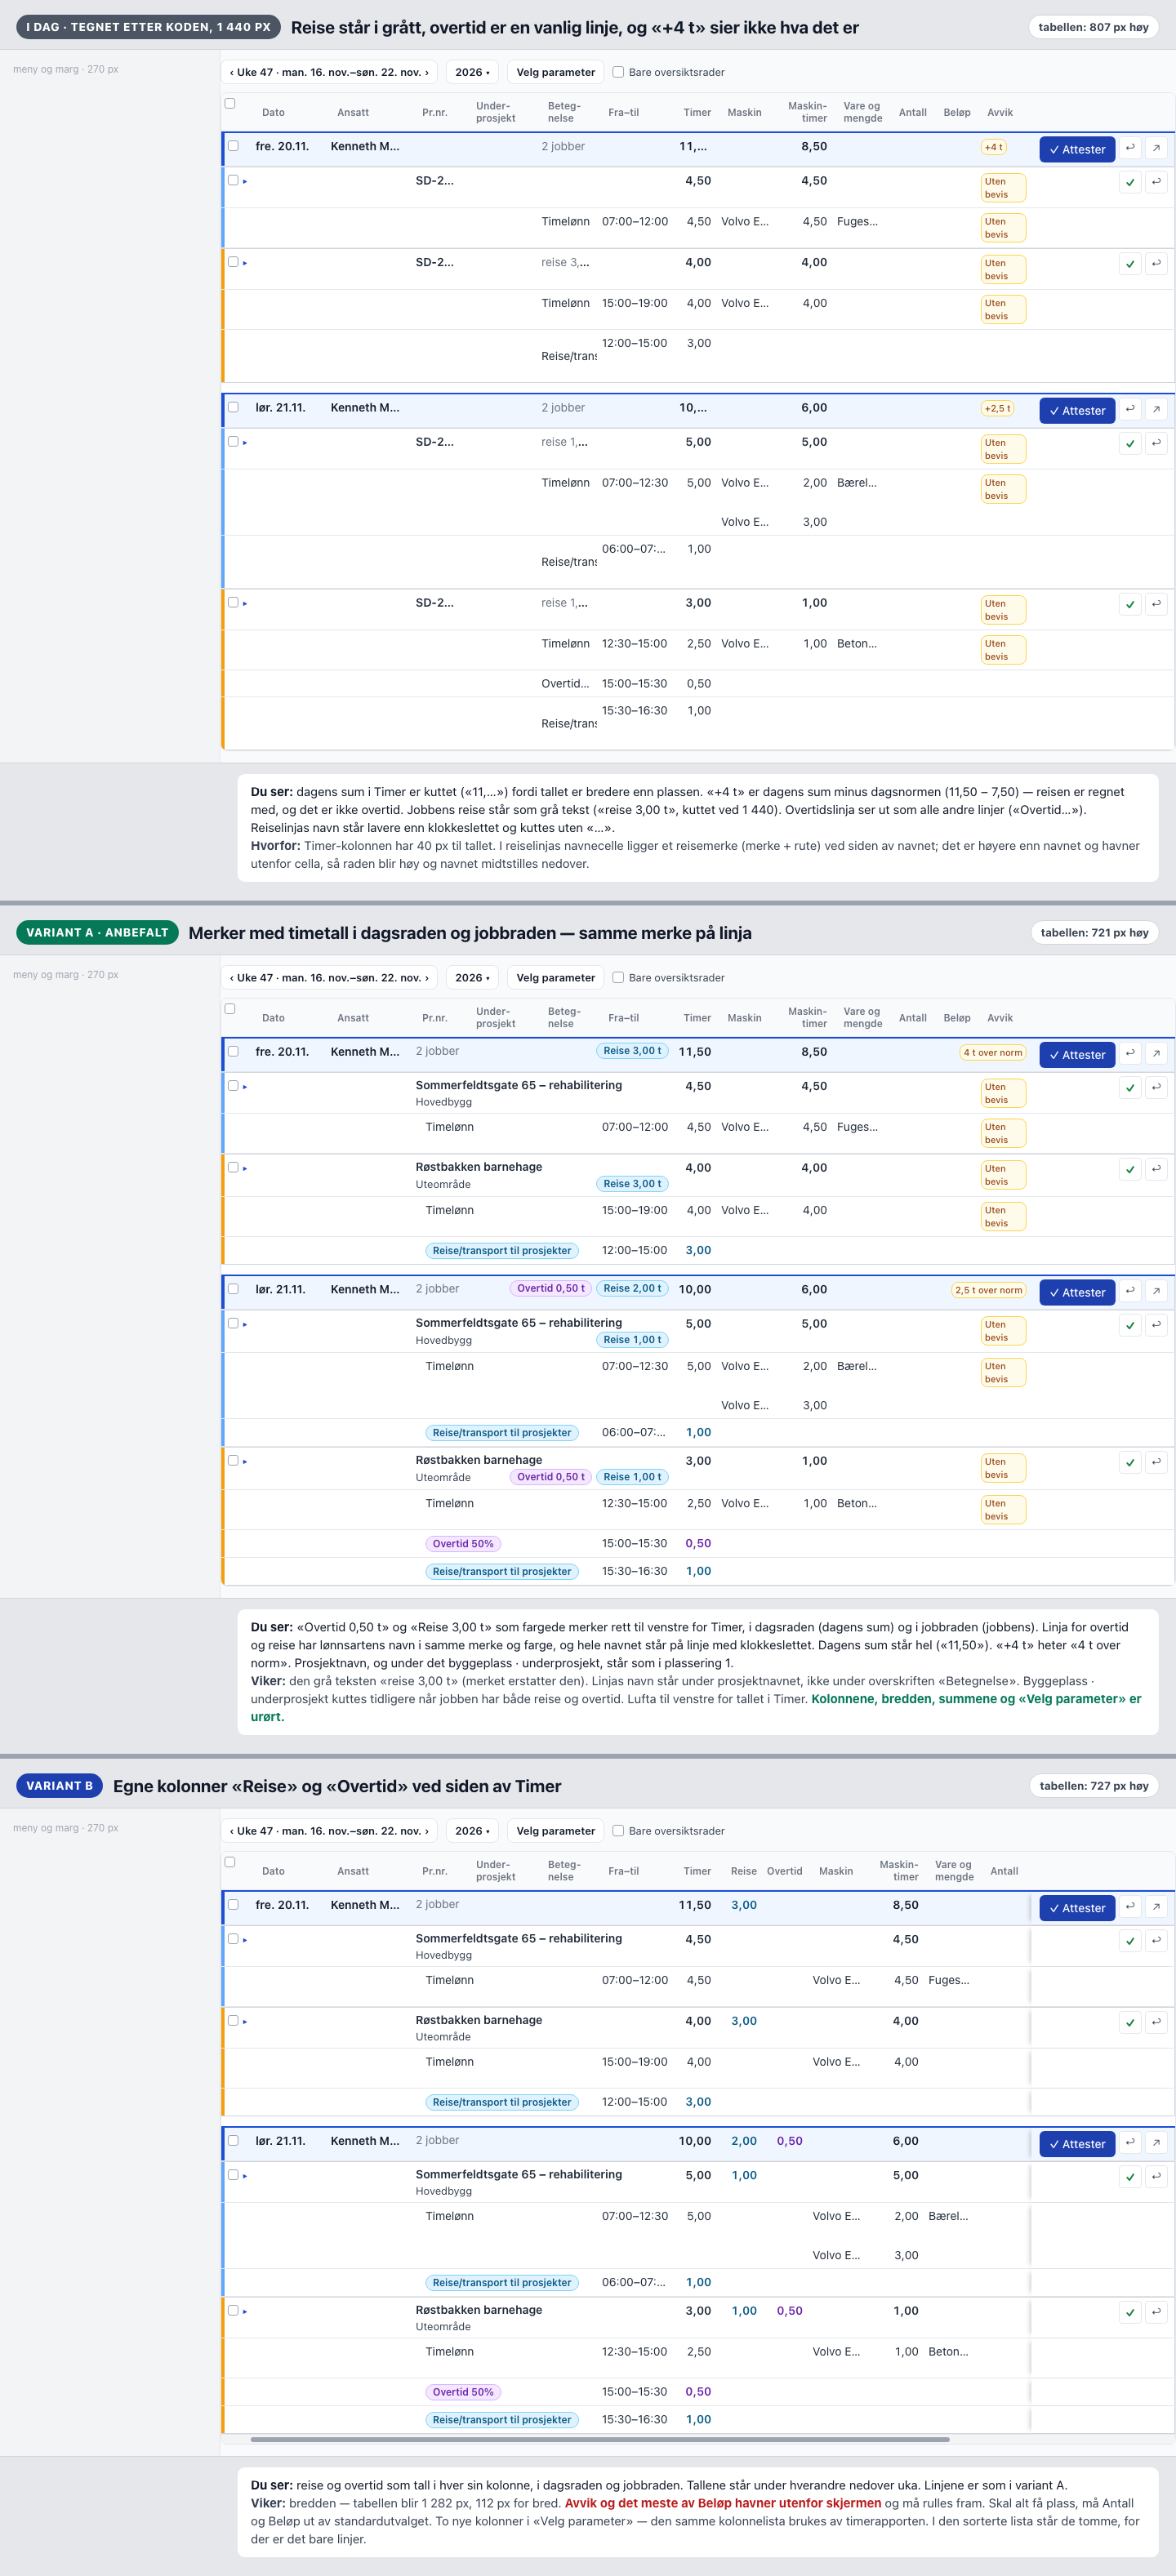 I DAG · TEGNET ETTER KODEN, 1 440 PX Reise står i grått, overtid er en vanlig linje, og «+4 t» sier ikke hva det er tabellen: 807 px høy
meny og marg · 270 px
‹ Uke 47 · man. 16. nov.–søn. 22. nov. › 2026 Velg parameter Bare oversiktsrader
Dato Ansatt Pr.nr. Under-prosjekt Beteg-nelse Fra–til Timer Maskin Maskin-timer Vare og mengde Antall Beløp Avvik
fre. 20.11. Kenneth M... 2 jobber 11,... 8,50 +4 t ✓ Attester ↩ ↗
▸ SD-2... 4,50 4,50 Uten bevis ✓ ↩
Timelønn 07:00–12:00 4,50 Volvo E... 4,50 Fuges... Uten bevis
▸ SD-2... reise 3,... 4,00 4,00 Uten bevis ✓ ↩
Timelønn 15:00–19:00 4,00 Volvo E... 4,00 Uten bevis
12:00–15:00 3,00
Reise/trans
lør. 21.11. Kenneth M... 2 jobber 10,... 6,00 +2,5 t ✓ Attester ↩ ↗
▸ SD-2... reise 1,... 5,00 5,00 Uten bevis ✓ ↩
Timelønn 07:00–12:30 5,00 Volvo E... 2,00 Bærel... Uten bevis
Volvo E... 3,00
06:00–07:... 1,00
Reise/trans
▸ SD-2... reise 1,... 3,00 1,00 Uten bevis ✓ ↩
Timelønn 12:30–15:00 2,50 Volvo E... 1,00 Beton... Uten bevis
Overtid... 15:00–15:30 0,50
15:30–16:30 1,00
Reise/trans
Du ser: dagens sum i Timer er kuttet («11,...») fordi tallet er bredere enn plassen. «+4 t» er dagens sum minus dagsnormen (11,50 − 7,50) — reisen er regnet
med, og det er ikke overtid. Jobbens reise står som grå tekst («reise 3,00 t», kuttet ved 1 440). Overtidslinja ser ut som alle andre linjer («Overtid...»).
Reiselinjas navn står lavere enn klokkeslettet og kuttes uten «...».
Hvorfor: Timer-kolonnen har 40 px til tallet. I reiselinjas navnecelle ligger et reisemerke (merke + rute) ved siden av navnet; det er høyere enn navnet og havner
utenfor cella, så raden blir høy og navnet midtstilles nedover.
VARIANT A · ANBEFALT Merker med timetall i dagsraden og jobbraden — samme merke på linja tabellen: 721 px høy
meny og marg · 270 px
‹ Uke 47 · man. 16. nov.–søn. 22. nov. › 2026 Velg parameter Bare oversiktsrader
Dato Ansatt Pr.nr. Under-prosjekt Beteg-nelse Fra–til Timer Maskin Maskin-timer Vare og mengde Antall Beløp Avvik
fre. 20.11. Kenneth M... 2 jobber Reise 3,00 t 11,50 8,50 4 t over norm ✓ Attester ↩ ↗
▸ Sommerfeldtsgate 65 – rehabilitering 4,50 4,50 Uten bevis ✓ ↩
Hovedbygg
Timelønn 07:00–12:00 4,50 Volvo E... 4,50 Fuges... Uten bevis
▸ Røstbakken barnehage 4,00 4,00 Uten bevis ✓ ↩
Uteområde Reise 3,00 t
Timelønn 15:00–19:00 4,00 Volvo E... 4,00 Uten bevis
Reise/transport til prosjekter 12:00–15:00 3,00
lør. 21.11. Kenneth M... 2 jobber Overtid 0,50 t Reise 2,00 t 10,00 6,00 2,5 t over norm ✓ Attester ↩ ↗
▸ Sommerfeldtsgate 65 – rehabilitering 5,00 5,00 Uten bevis ✓ ↩
Hovedbygg Reise 1,00 t
Timelønn 07:00–12:30 5,00 Volvo E... 2,00 Bærel... Uten bevis
Volvo E... 3,00
Reise/transport til prosjekter 06:00–07:... 1,00
▸ Røstbakken barnehage 3,00 1,00 Uten bevis ✓ ↩
Uteområde Overtid 0,50 t Reise 1,00 t
Timelønn 12:30–15:00 2,50 Volvo E... 1,00 Beton... Uten bevis
Overtid 50% 15:00–15:30 0,50
Reise/transport til prosjekter 15:30–16:30 1,00
Du ser: «Overtid 0,50 t» og «Reise 3,00 t» som fargede merker rett til venstre for Timer, i dagsraden (dagens sum) og i jobbraden (jobbens). Linja for overtid
og reise har lønnsartens navn i samme merke og farge, og hele navnet står på linje med klokkeslettet. Dagens sum står hel («11,50»). «+4 t» heter «4 t over
norm». Prosjektnavn, og under det byggeplass · underprosjekt, står som i plassering 1.
Viker: den grå teksten «reise 3,00 t» (merket erstatter den). Linjas navn står under prosjektnavnet, ikke under overskriften «Betegnelse». Byggeplass ·
underprosjekt kuttes tidligere når jobben har både reise og overtid. Lufta til venstre for tallet i Timer. Kolonnene, bredden, summene og «Velg parameter» er
urørt.
VARIANT B Egne kolonner «Reise» og «Overtid» ved siden av Timer tabellen: 727 px høy
meny og marg · 270 px
‹ Uke 47 · man. 16. nov.–søn. 22. nov. › 2026 Velg parameter Bare oversiktsrader
Dato Ansatt Pr.nr. Under-prosjekt Beteg-nelse Fra–til Timer Reise Overtid Maskin Maskin-timer Vare og mengde Antall
fre. 20.11. Kenneth M... 2 jobber 11,50 3,00 8,50 ✓ Attester ↩ ↗
▸ Sommerfeldtsgate 65 – rehabilitering 4,50 4,50 ✓ ↩
Hovedbygg
Timelønn 07:00–12:00 4,50 Volvo E... 4,50 Fuges...
▸ Røstbakken barnehage 4,00 3,00 4,00 ✓ ↩
Uteområde
Timelønn 15:00–19:00 4,00 Volvo E... 4,00
Reise/transport til prosjekter 12:00–15:00 3,00
lør. 21.11. Kenneth M... 2 jobber 10,00 2,00 0,50 6,00 ✓ Attester ↩ ↗
▸ Sommerfeldtsgate 65 – rehabilitering 5,00 1,00 5,00 ✓ ↩
Hovedbygg
Timelønn 07:00–12:30 5,00 Volvo E... 2,00 Bærel...
Volvo E... 3,00
Reise/transport til prosjekter 06:00–07:... 1,00
▸ Røstbakken barnehage 3,00 1,00 0,50 1,00 ✓ ↩
Uteområde
Timelønn 12:30–15:00 2,50 Volvo E... 1,00 Beton...
Overtid 50% 15:00–15:30 0,50
Reise/transport til prosjekter 15:30–16:30 1,00
Du ser: reise og overtid som tall i hver sin kolonne, i dagsraden og jobbraden. Tallene står under hverandre nedover uka. Linjene er som i variant A.
Viker: bredden — tabellen blir 1 282 px, 112 px for bred. Avvik og det meste av Beløp havner utenfor skjermen og må rulles fram. Skal alt få plass, må Antall
og Beløp ut av standardutvalget. To nye kolonner i «Velg parameter» — den samme kolonnelista brukes av timerapporten. I den sorterte lista står de tomme, for
der er det bare linjer.